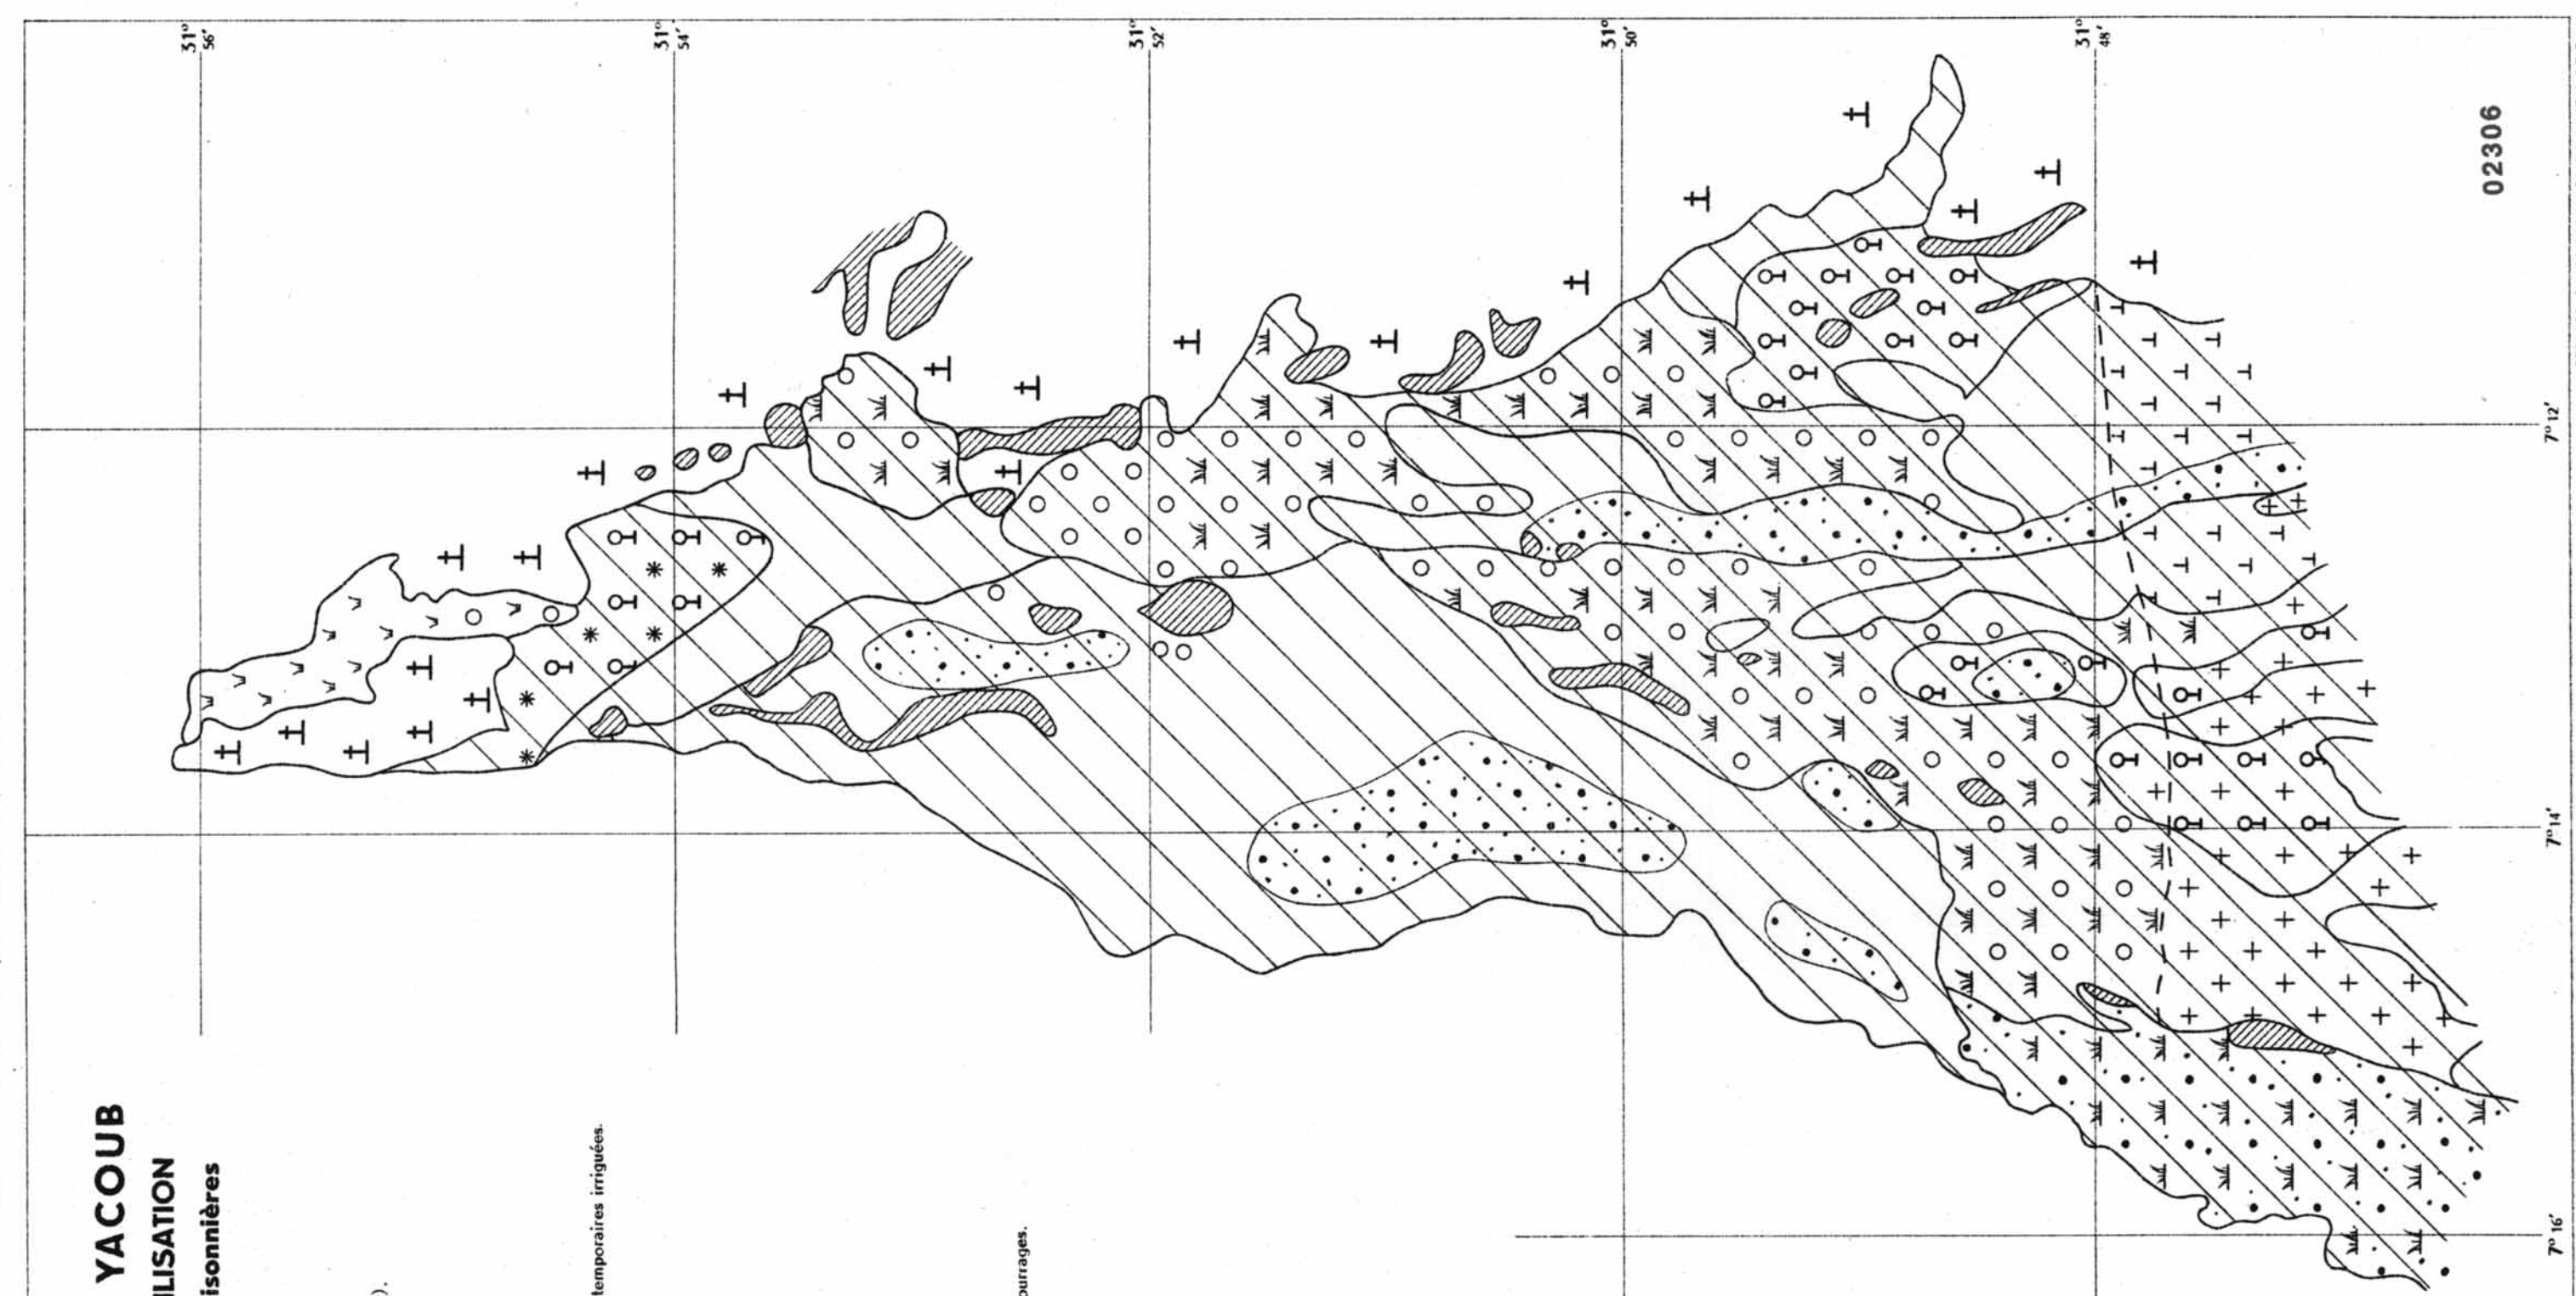 31° 56'
31° 54'
31° 52'
31° 50'
31° 48'
7° 12'
7° 14'
7° 16'
02306
YACOUB
ILISATION
isonnières
).
temporaires irriguées.
ourrages.